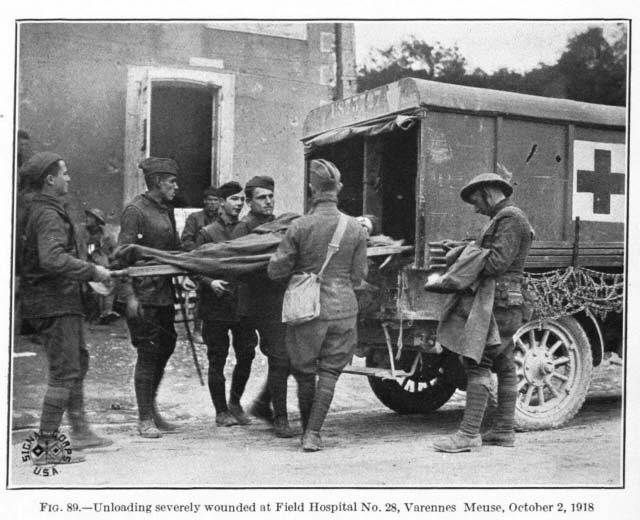 SIGNAL CORPS
U.S.A.
FIG. 89.—Unloading severely wounded at Field Hospital No. 28, Varennes Meuse, October 2, 1918